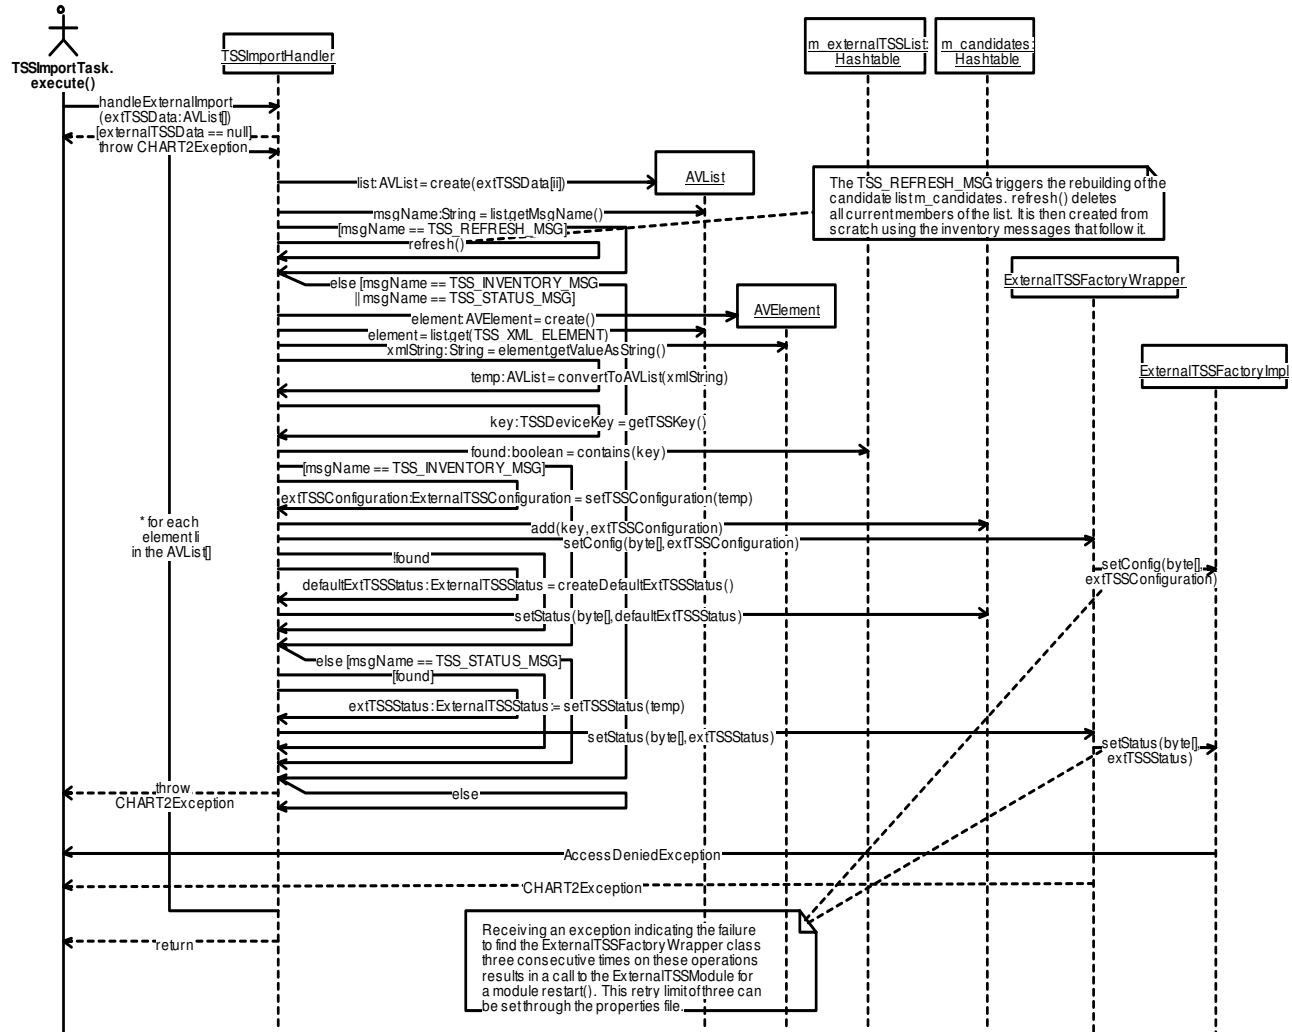 TSSImportTask.
execute()
TSSImportHandler
m_externalTSSList:
Hashtable
m_candidates:
Hashtable
handleExternalImport
(extTSSData:AVList[])
[externalTSSData == null]
throw CHART2Exeption
AVList
list:AVList = create(extTSSData[ii])
The TSS_REFRESH_MSG triggers the rebuilding of the
candidate list m_candidates. refresh() deletes
all current members of the list. It is then created from
scratch using the inventory messages that follow it.
msgName:String = list.getMsgName()
[msgName == TSS_REFRESH_MSG]
refresh()
ExternalTSSFactoryWrapper
else [msgName == TSS_INVENTORY_MSG
|| msgName == TSS_STATUS_MSG]
AVElement
element:AVElement = create()
element = list.get(TSS_XML_ELEMENT)
xmlString:String = element.getValueAsString()
ExternalTSSFactoryImpl
temp:AVList = convertToAVList(xmlString)
key:TSSDeviceKey = getTSSKey()
found:boolean = contains(key)
[msgName == TSS_INVENTORY_MSG]
extTSSConfiguration:ExternalTSSConfiguration = setTSSConfiguration(temp)
* for each
element Ii
in the AVList[]
add(key,extTSSConfiguration)
setConfig(byte[],extTSSConfiguration)
!found
setConfig(byte[],
extTSSConfiguration)
defaultExtTSSStatus:ExternalTSSStatus = createDefaultExtTSSStatus()
setStatus(byte[],defaultExtTSSStatus)
else [msgName == TSS_STATUS_MSG]
[found]
extTSSStatus:ExternalTSSStatus:= setTSSStatus(temp)
setStatus(byte[],extTSSStatus)
setStatus(byte[],
extTSSStatus)
throw
CHART2Exception
else
AccessDeniedException
CHART2Exception
return
Receiving an exception indicating the failure
to find the ExternalTSSFactoryWrapper class
three consecutive times on these operations
results in a call to the ExternalTSSModule for
a module restart(). This retry limit of three can
be set through the properties file.